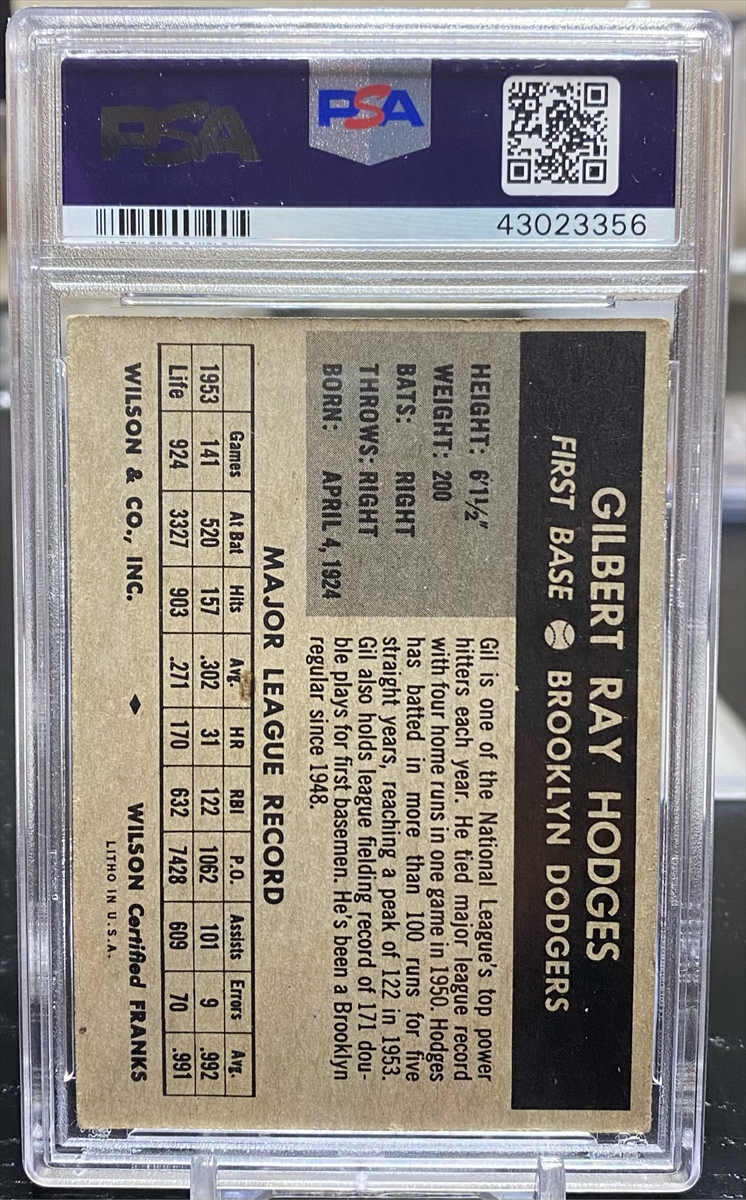 PSA
PSA
43023356
GILBERT RAY HODGES
FIRST BASE BROOKLYN DODGERS
HEIGHT: 6'1½"
WEIGHT: 200
BATS: RIGHT
THROWS: RIGHT
BORN: APRIL 4, 1924
Gil is one of the National League's top power
hitters each year. He tied major league record
with four home runs in one game in 1950. Hodges
has batted in more than 100 runs for five
straight years, reaching a peak of 122 in 1953.
Gil also holds league fielding record of 171 dou-
ble plays for first basemen. He's been a Brooklyn
regular since 1948.
MAJOR LEAGUE RECORD
Games At Bat Hits Avg. HR RBI P.O. Assists Errors Avg.
1953 141 520 157 .302 31 122 1062 101 9 .992
Life 924 3327 903 .271 170 632 7428 609 70 .991
WILSON & CO., INC. ♦ WILSON Certified FRANKS
LITHO IN U.S.A.